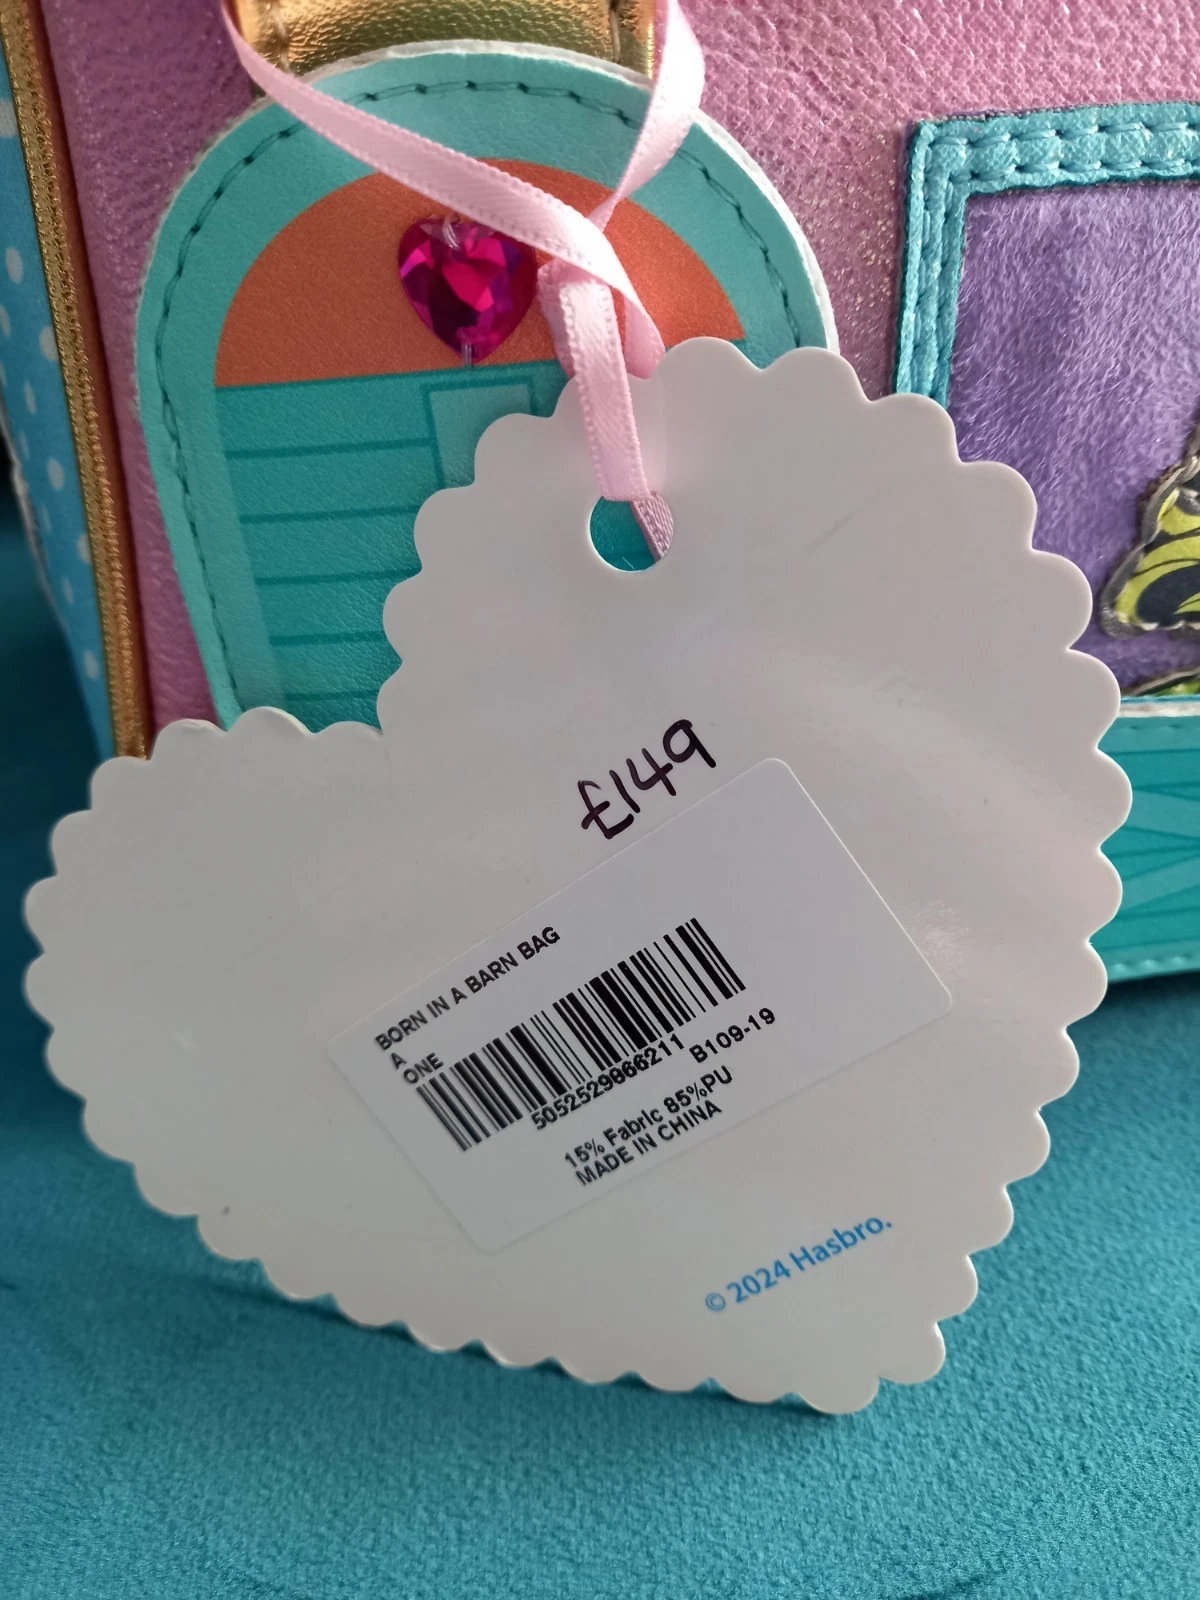 £149
BORN IN A BARN BAG
A
ONE
5052529866211
B109-19
15% Fabric 85%PU
MADE IN CHINA
© 2024 Hasbro.